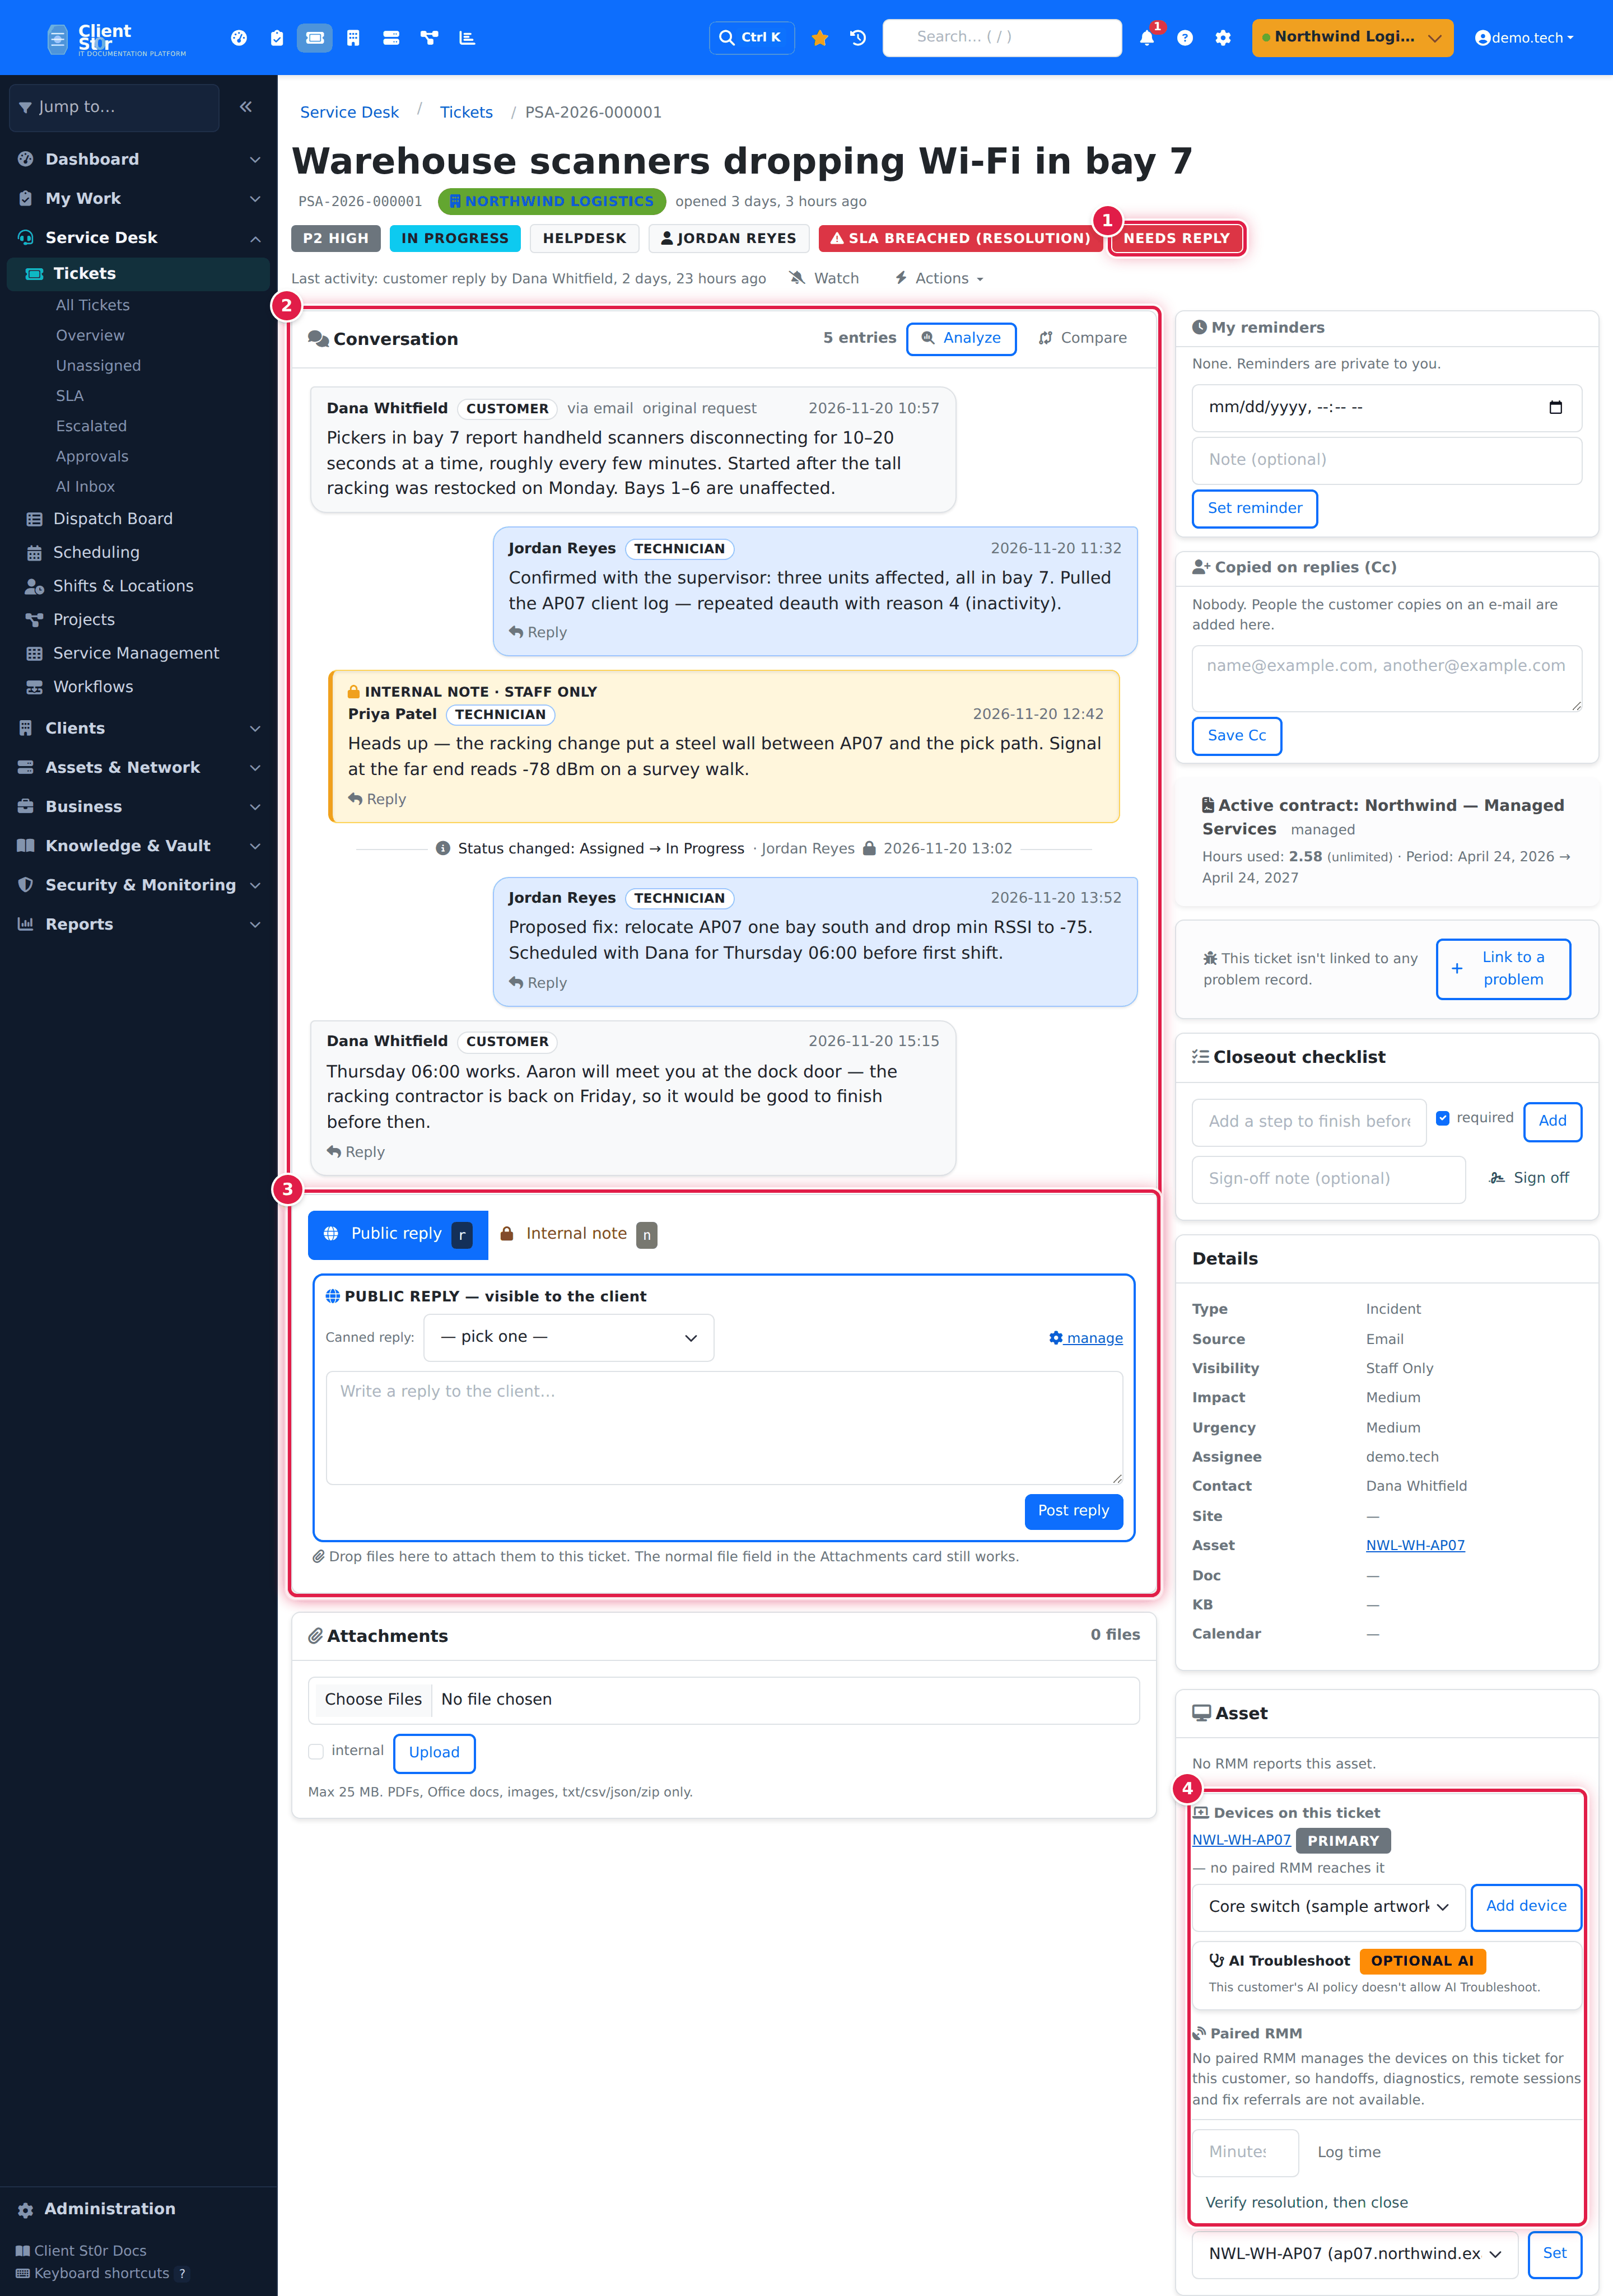 Client
St0r
IT DOCUMENTATION PLATFORM
Ctrl K
Search... ( / )
1
Northwind Logi...
demo.tech
Jump to...
Dashboard
My Work
Service Desk
Tickets
All Tickets
Overview
Unassigned
SLA
Escalated
Approvals
AI Inbox
Dispatch Board
Scheduling
Shifts & Locations
Projects
Service Management
Workflows
Clients
Assets & Network
Business
Knowledge & Vault
Security & Monitoring
Reports
Administration
Client St0r Docs
Keyboard shortcuts ?
Service Desk / Tickets / PSA-2026-000001
Warehouse scanners dropping Wi-Fi in bay 7
PSA-2026-000001 NORTHWIND LOGISTICS opened 3 days, 3 hours ago
P2 HIGH IN PROGRESS HELPDESK JORDAN REYES SLA BREACHED (RESOLUTION) 1 NEEDS REPLY
Last activity: customer reply by Dana Whitfield, 2 days, 23 hours ago Watch Actions
2
Conversation 5 entries Analyze Compare
Dana Whitfield CUSTOMER via email original request 2026-11-20 10:57
Pickers in bay 7 report handheld scanners disconnecting for 10–20
seconds at a time, roughly every few minutes. Started after the tall
racking was restocked on Monday. Bays 1–6 are unaffected.
Jordan Reyes TECHNICIAN 2026-11-20 11:32
Confirmed with the supervisor: three units affected, all in bay 7. Pulled
the AP07 client log — repeated deauth with reason 4 (inactivity).
Reply
INTERNAL NOTE · STAFF ONLY
Priya Patel TECHNICIAN 2026-11-20 12:42
Heads up — the racking change put a steel wall between AP07 and the pick path. Signal
at the far end reads -78 dBm on a survey walk.
Reply
Status changed: Assigned → In Progress · Jordan Reyes 2026-11-20 13:02
Jordan Reyes TECHNICIAN 2026-11-20 13:52
Proposed fix: relocate AP07 one bay south and drop min RSSI to -75.
Scheduled with Dana for Thursday 06:00 before first shift.
Reply
Dana Whitfield CUSTOMER 2026-11-20 15:15
Thursday 06:00 works. Aaron will meet you at the dock door — the
racking contractor is back on Friday, so it would be good to finish
before then.
Reply
3
Public reply r Internal note n
PUBLIC REPLY — visible to the client
Canned reply: — pick one — manage
Write a reply to the client...
Post reply
Drop files here to attach them to this ticket. The normal file field in the Attachments card still works.
Attachments 0 files
Choose Files No file chosen
internal Upload
Max 25 MB. PDFs, Office docs, images, txt/csv/json/zip only.
My reminders
None. Reminders are private to you.
mm/dd/yyyy, --:-- --
Note (optional)
Set reminder
Copied on replies (Cc)
Nobody. People the customer copies on an e-mail are
added here.
name@example.com, another@example.com
Save Cc
Active contract: Northwind — Managed
Services managed
Hours used: 2.58 (unlimited) · Period: April 24, 2026 →
April 24, 2027
This ticket isn't linked to any
problem record.
+ Link to a
problem
Closeout checklist
Add a step to finish before required Add
Sign-off note (optional) Sign off
Details
Type Incident
Source Email
Visibility Staff Only
Impact Medium
Urgency Medium
Assignee demo.tech
Contact Dana Whitfield
Site —
Asset NWL-WH-AP07
Doc —
KB —
Calendar —
Asset
No RMM reports this asset.
4
Devices on this ticket
NWL-WH-AP07 PRIMARY
— no paired RMM reaches it
Core switch (sample artwork Add device
AI Troubleshoot OPTIONAL AI
This customer's AI policy doesn't allow AI Troubleshoot.
Paired RMM
No paired RMM manages the devices on this ticket for
this customer, so handoffs, diagnostics, remote sessions
and fix referrals are not available.
Minutes Log time
Verify resolution, then close
NWL-WH-AP07 (ap07.northwind.ex Set